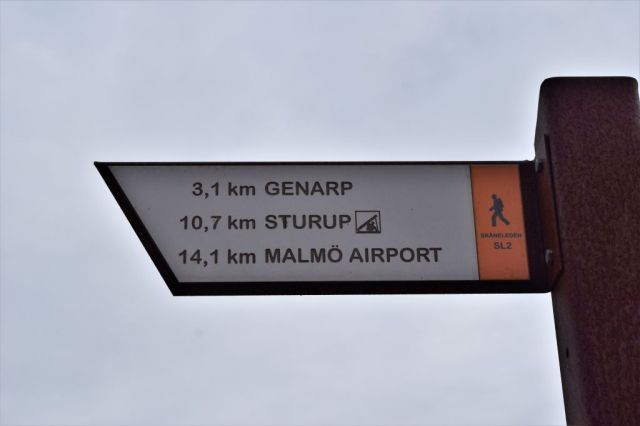 3,1 km GENARP
10,7 km STURUP
14,1 km MALMÖ AIRPORT
SKÅNELEDEN
SL2